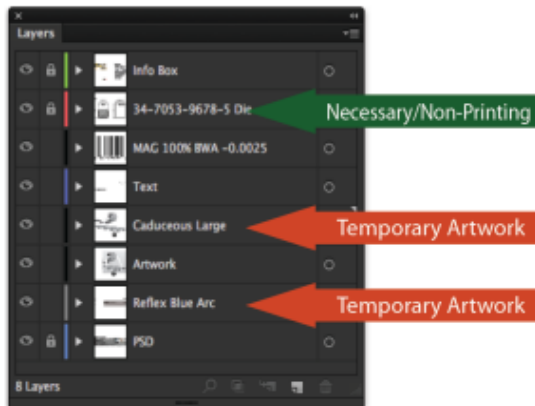 Layers
Info Box
34-7053-9678-5 Die
Necessary/Non-Printing
MAG 100% BWA -0.0025
Text
Caduceous Large
Temporary Artwork
Artwork
Reflex Blue Arc
Temporary Artwork
PSD
8 Layers